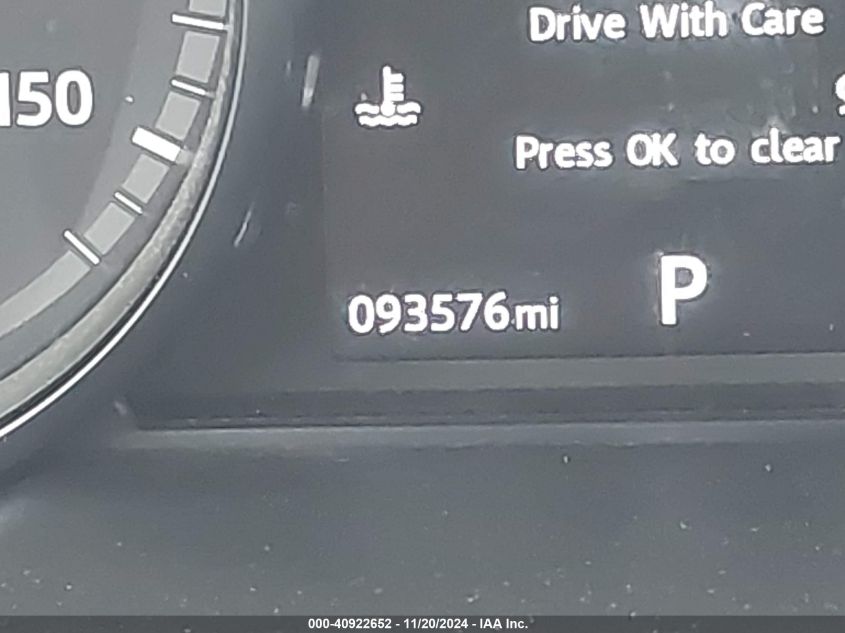 Drive With Care
150
Press OK to clear
093576mi
P
000-40922652 - 11/20/2024 - IAA Inc.